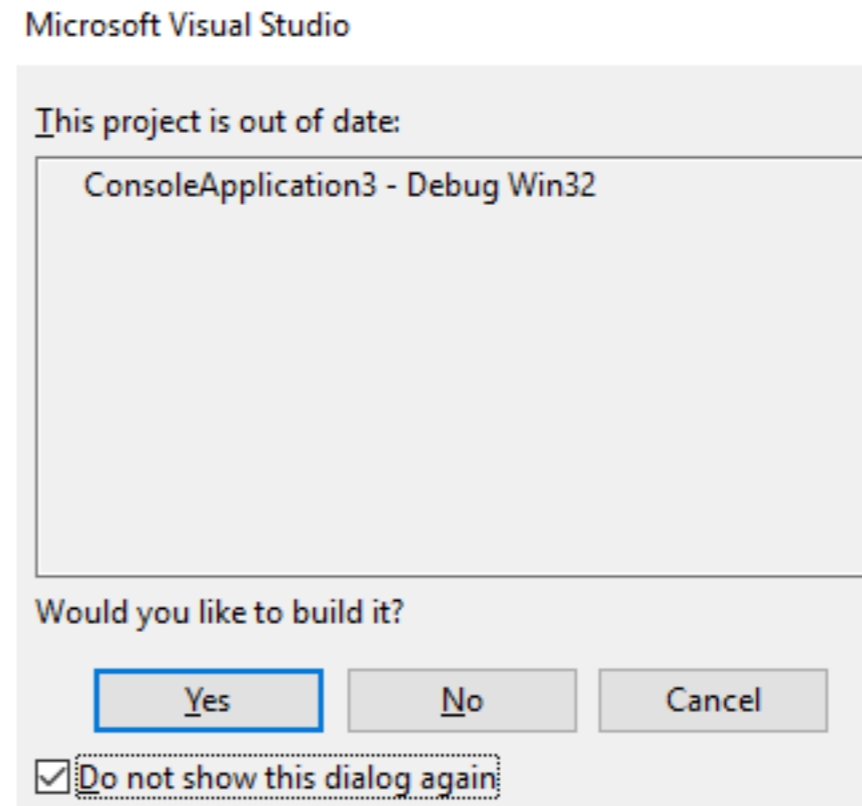 Microsoft Visual Studio
This project is out of date:
ConsoleApplication3 - Debug Win32
Would you like to build it?
Yes No Cancel
Do not show this dialog again